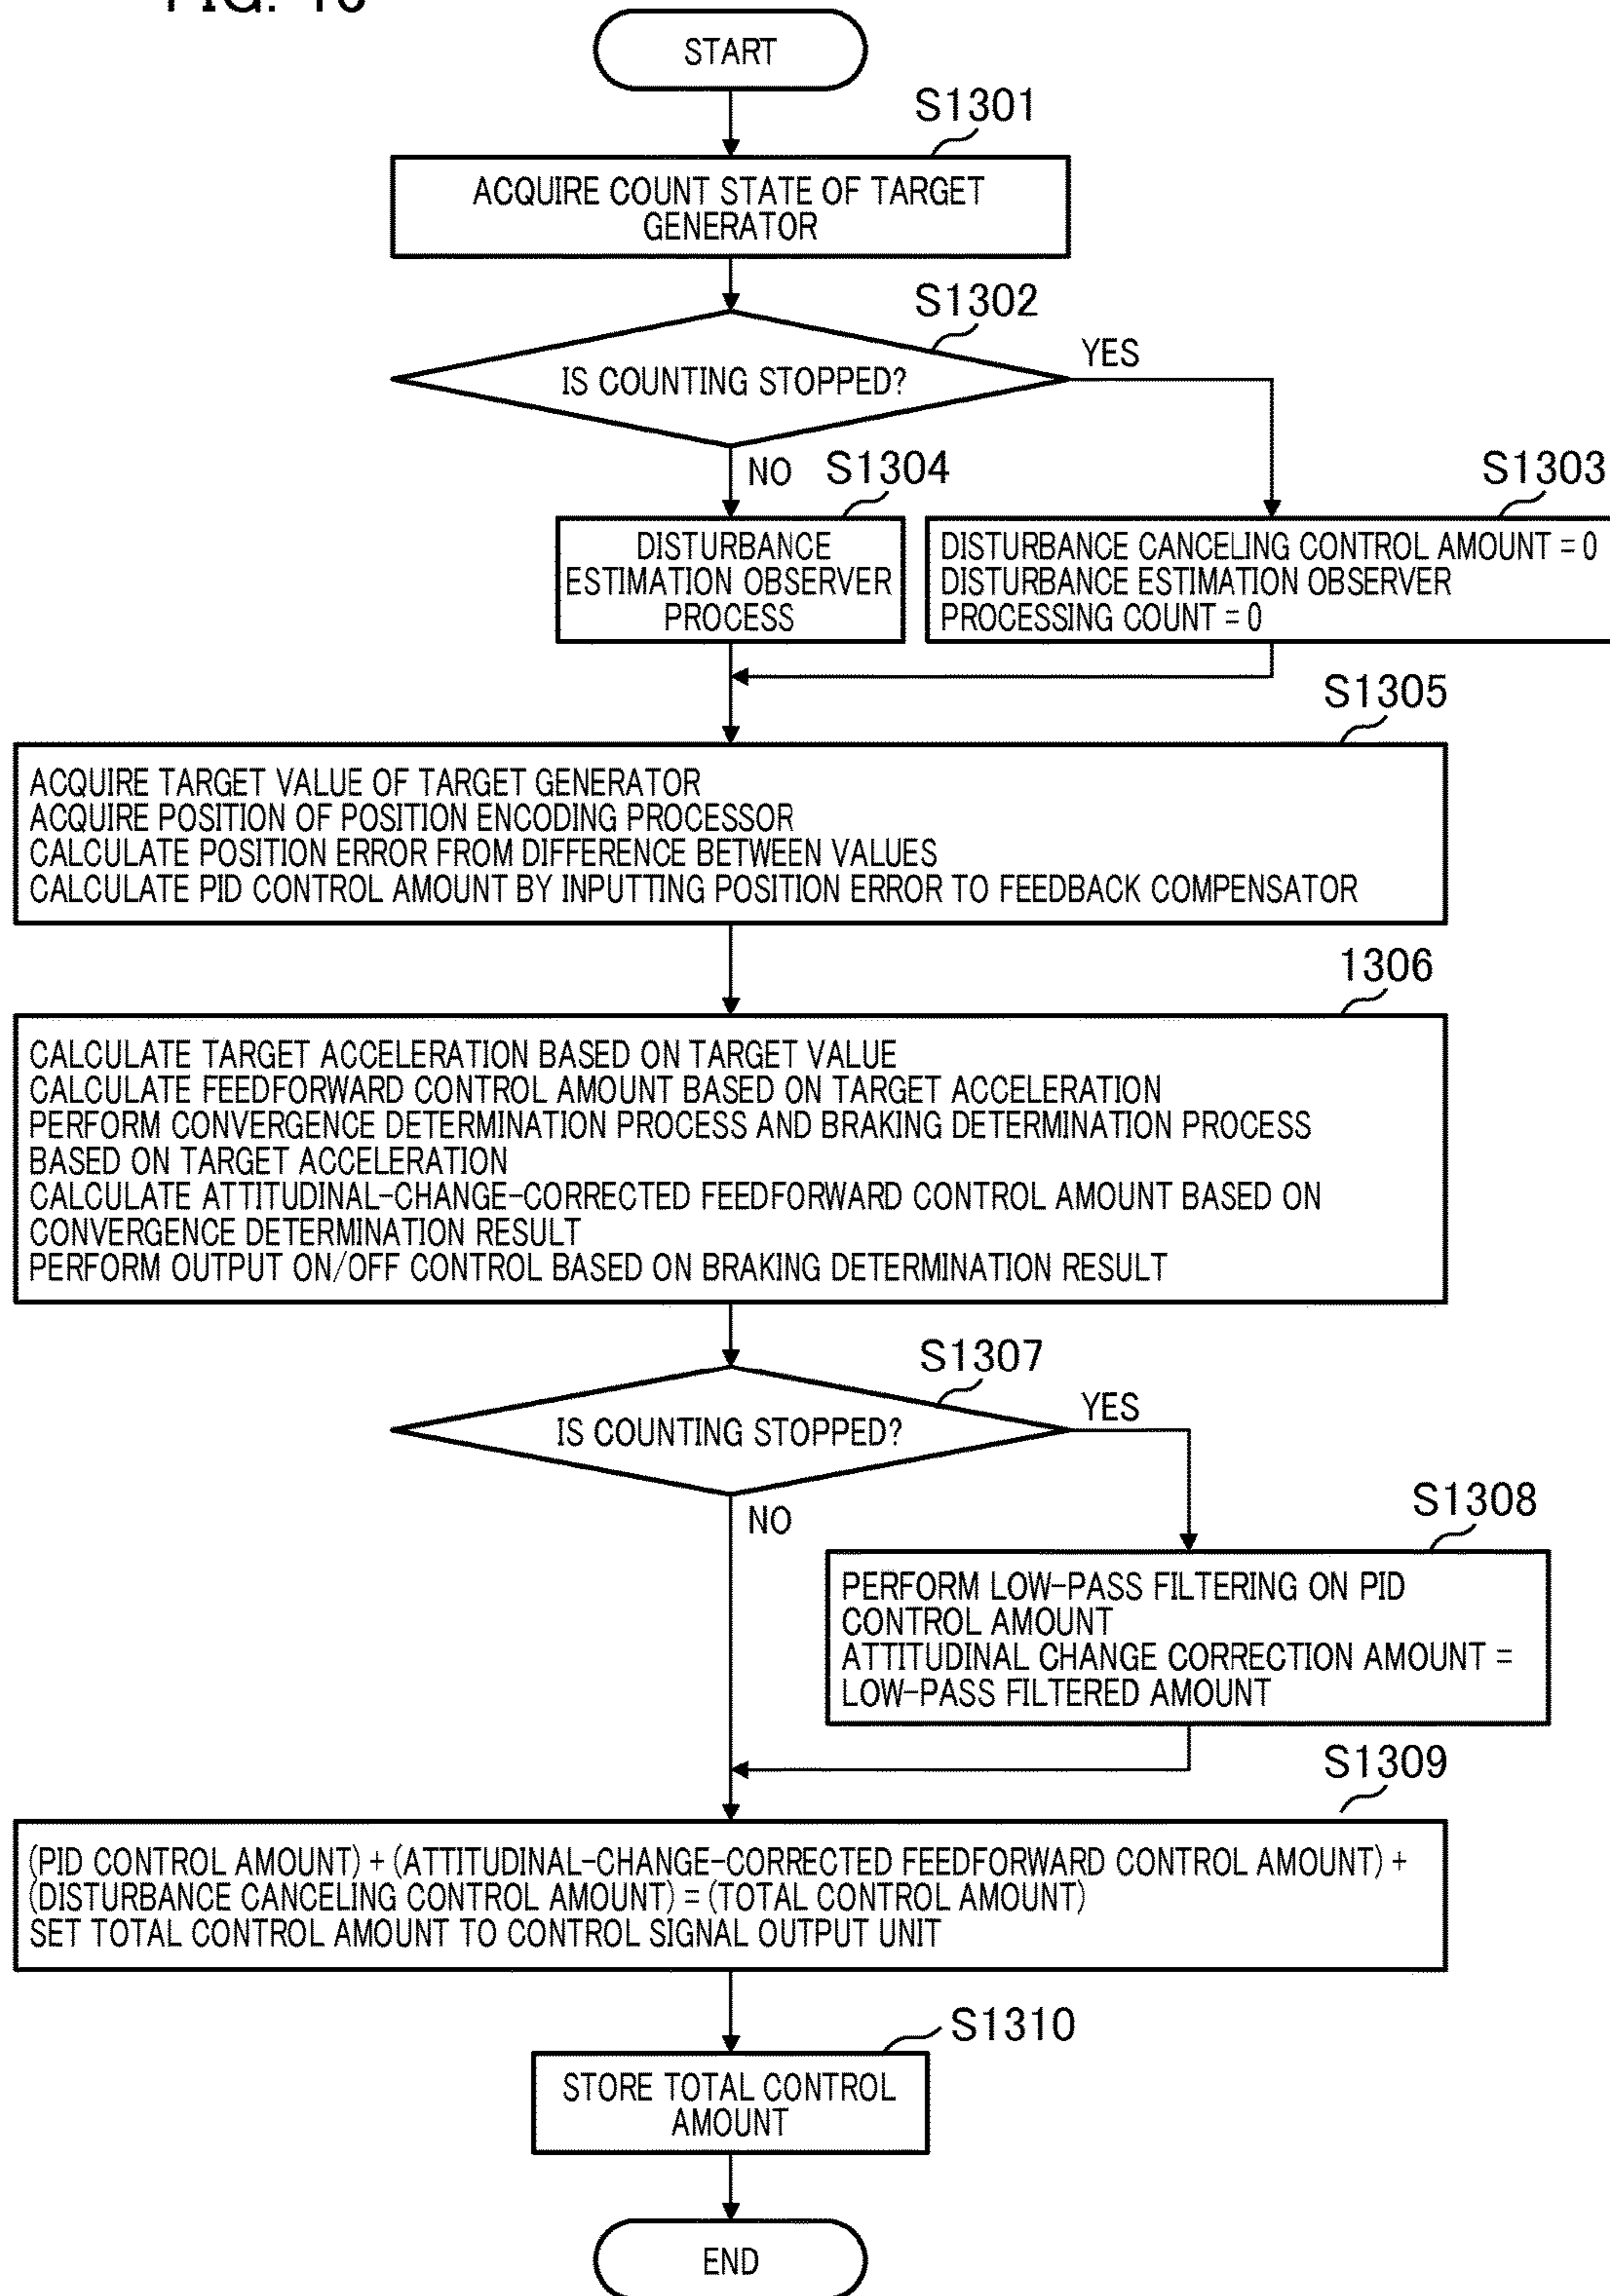 START
S1301
ACQUIRE COUNT STATE OF TARGET
GENERATOR
S1302
IS COUNTING STOPPED?
YES
NO
S1304
DISTURBANCE
ESTIMATION OBSERVER
PROCESS
S1303
DISTURBANCE CANCELING CONTROL AMOUNT = 0
DISTURBANCE ESTIMATION OBSERVER
PROCESSING COUNT = 0
S1305
ACQUIRE TARGET VALUE OF TARGET GENERATOR
ACQUIRE POSITION OF POSITION ENCODING PROCESSOR
CALCULATE POSITION ERROR FROM DIFFERENCE BETWEEN VALUES
CALCULATE PID CONTROL AMOUNT BY INPUTTING POSITION ERROR TO FEEDBACK COMPENSATOR
1306
CALCULATE TARGET ACCELERATION BASED ON TARGET VALUE
CALCULATE FEEDFORWARD CONTROL AMOUNT BASED ON TARGET ACCELERATION
PERFORM CONVERGENCE DETERMINATION PROCESS AND BRAKING DETERMINATION PROCESS
BASED ON TARGET ACCELERATION
CALCULATE ATTITUDINAL-CHANGE-CORRECTED FEEDFORWARD CONTROL AMOUNT BASED ON
CONVERGENCE DETERMINATION RESULT
PERFORM OUTPUT ON/OFF CONTROL BASED ON BRAKING DETERMINATION RESULT
S1307
IS COUNTING STOPPED?
YES
NO
S1308
PERFORM LOW-PASS FILTERING ON PID
CONTROL AMOUNT
ATTITUDINAL CHANGE CORRECTION AMOUNT =
LOW-PASS FILTERED AMOUNT
S1309
(PID CONTROL AMOUNT) + (ATTITUDINAL-CHANGE-CORRECTED FEEDFORWARD CONTROL AMOUNT) +
(DISTURBANCE CANCELING CONTROL AMOUNT) = (TOTAL CONTROL AMOUNT)
SET TOTAL CONTROL AMOUNT TO CONTROL SIGNAL OUTPUT UNIT
S1310
STORE TOTAL CONTROL
AMOUNT
END